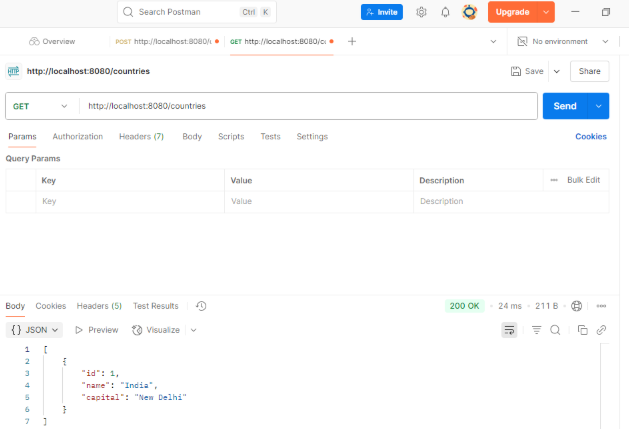 Search Postman Ctrl K Invite Upgrade
Overview POST http://localhost:8080/ GET http://localhost:8080/c No environment
HTTP http://localhost:8080/countries Save Share
GET http://localhost:8080/countries Send
Params Authorization Headers (7) Body Scripts Tests Settings Cookies
Query Params
Key Value Description Bulk Edit
Key Value Description
Body Cookies Headers (5) Test Results 200 OK 24 ms 211 B
{} JSON Preview Visualize
1 [
2 {
3 "id": 1,
4 "name": "India",
5 "capital": "New Delhi"
6 }
7 ]